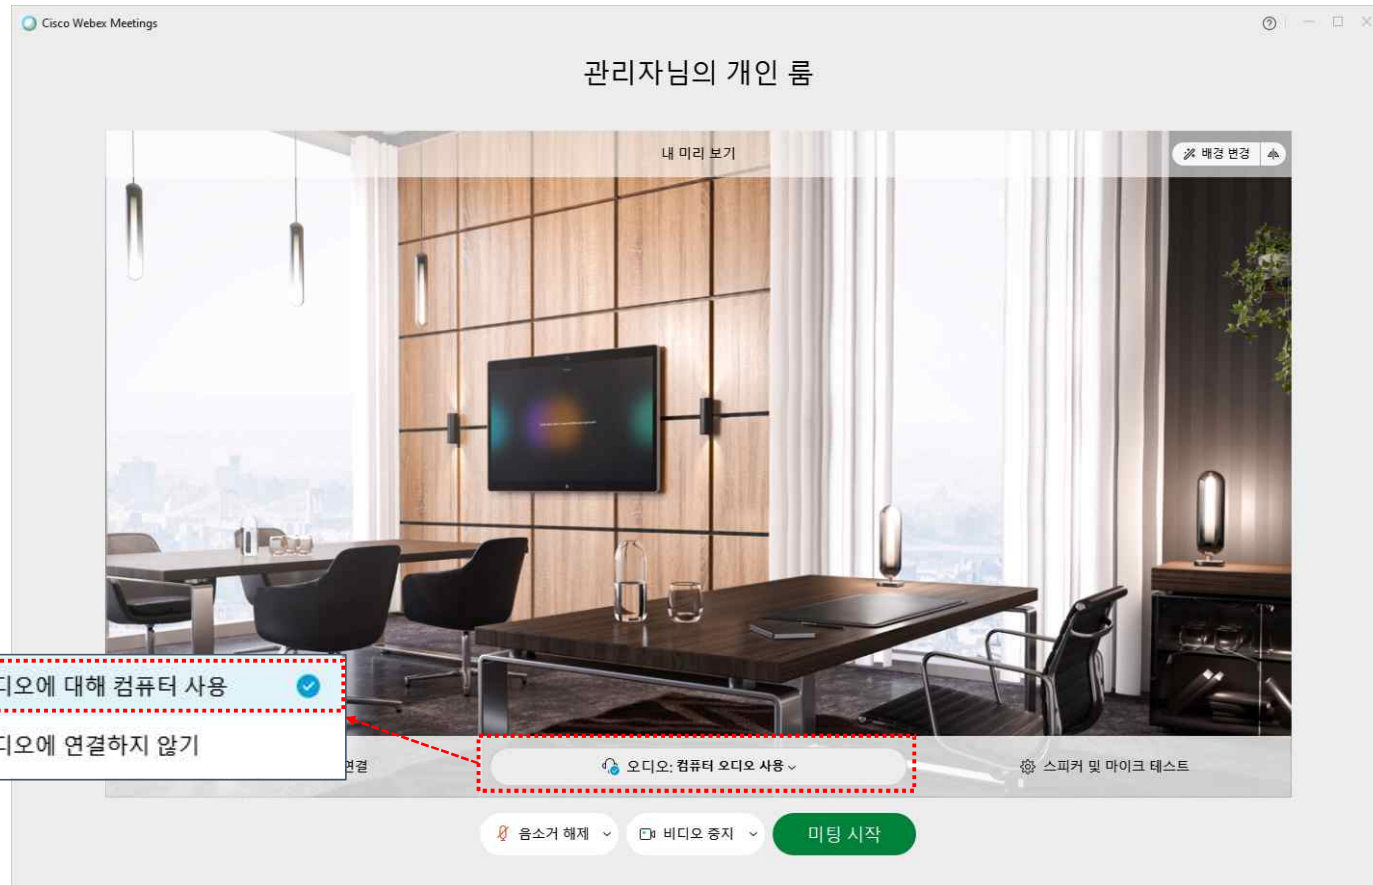 Cisco Webex Meetings
관리자님의 개인 룸
내 미리 보기
배경 변경
디오에 대해 컴퓨터 사용
디오에 연결하지 않기
연결
오디오: 컴퓨터 오디오 사용
스피커 및 마이크 테스트
음소거 해제
비디오 중지
미팅 시작